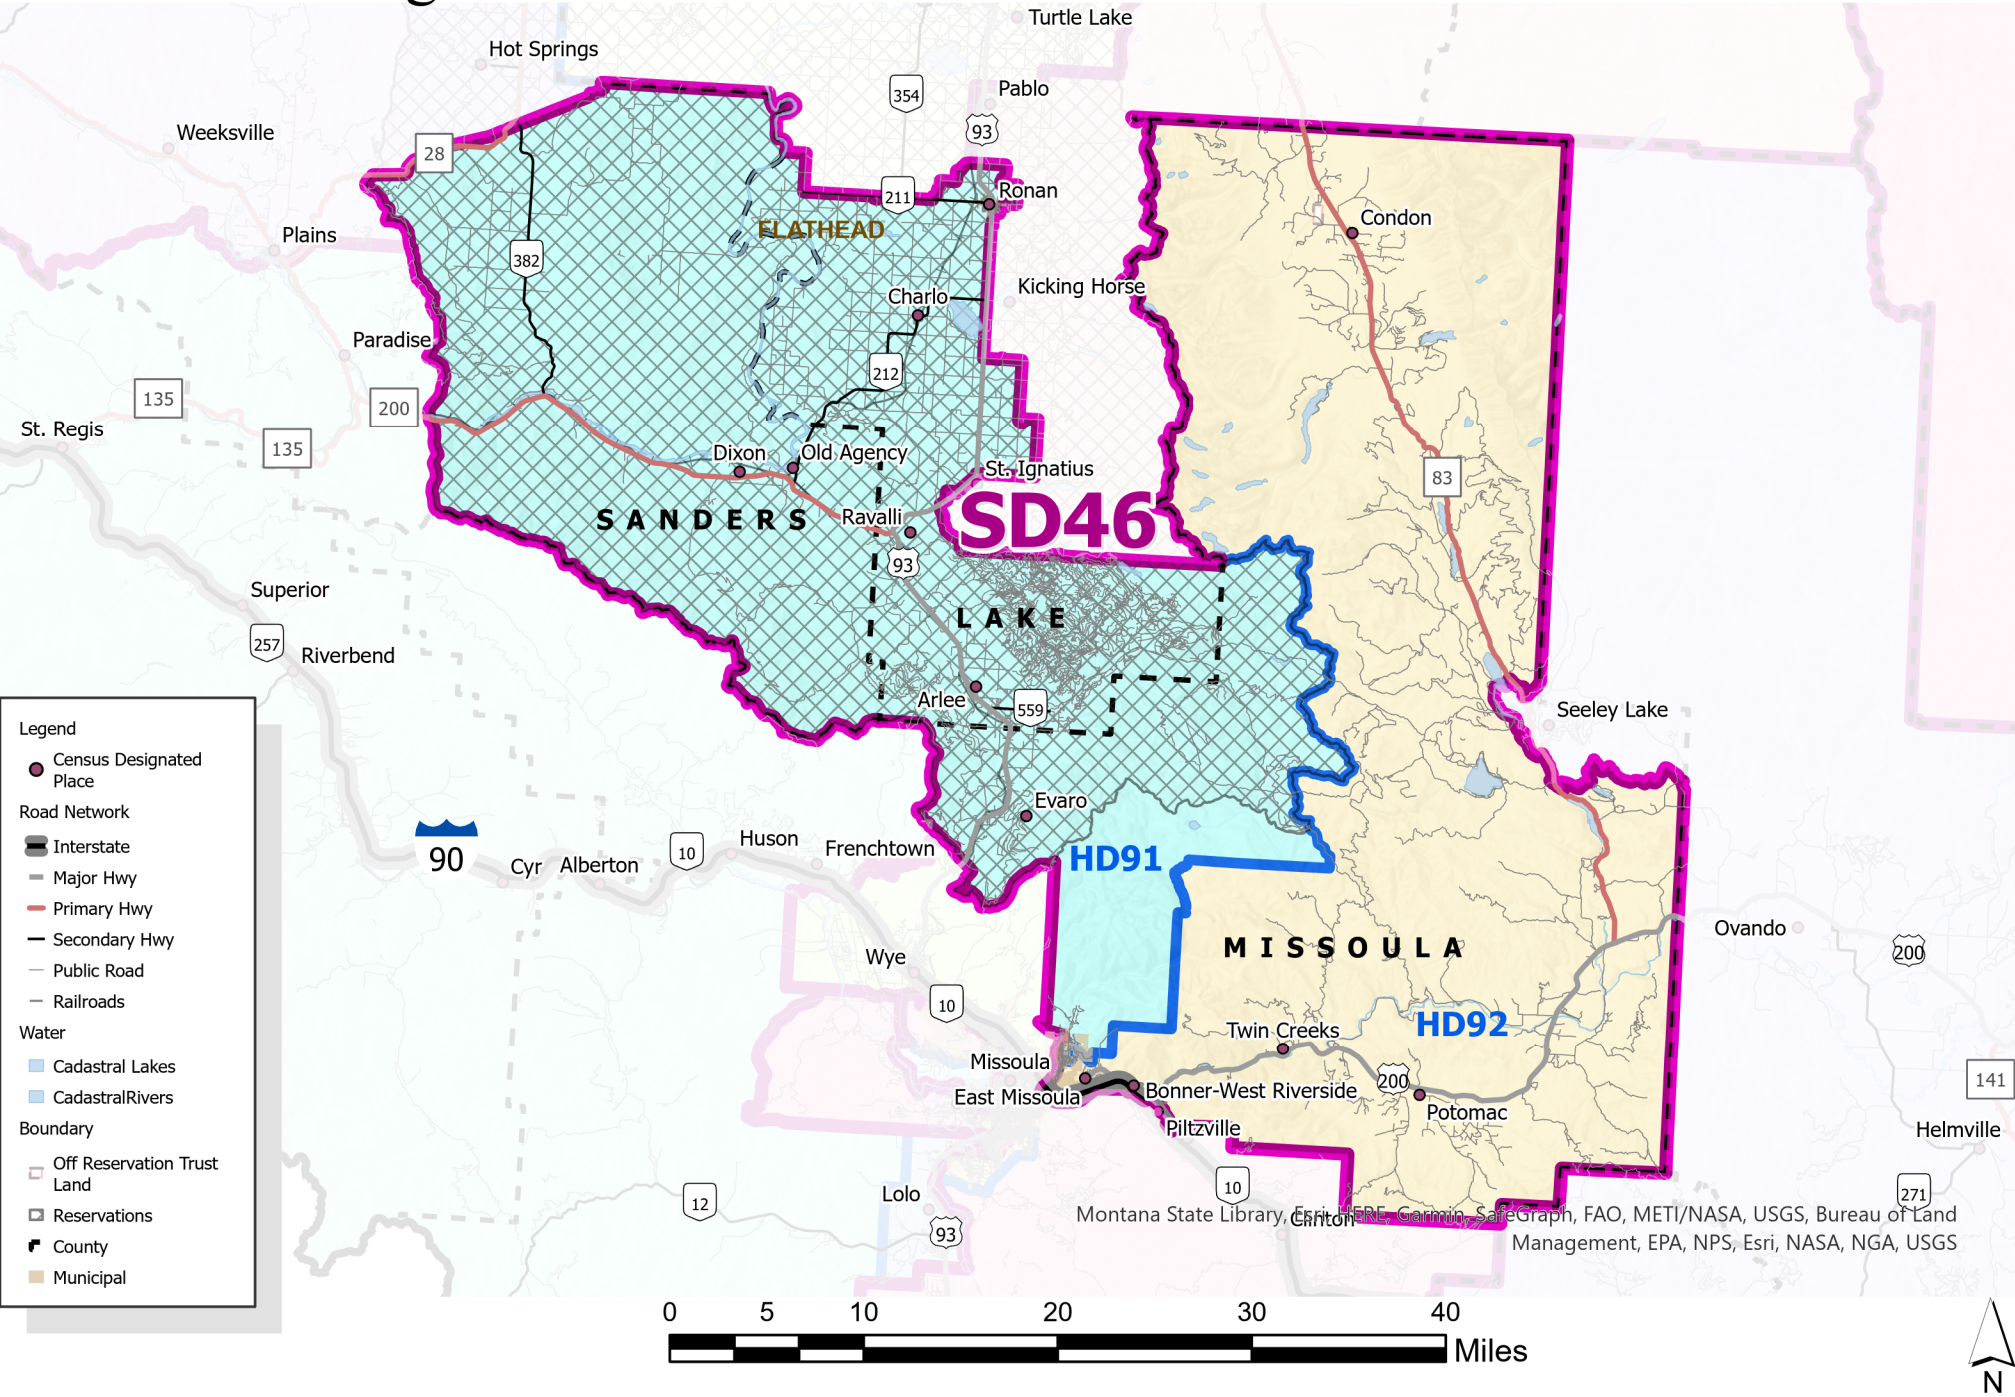 Turtle Lake
Hot Springs
354
Pablo
93
Weeksville
28
211
Ronan
Condon
FLATHEAD
Plains
382
Kicking Horse
Charlo
Paradise
212
135
200
St. Regis
135
Dixon
Old Agency
St. Ignatius
83
SANDERS
Ravalli
SD46
93
Superior
LAKE
257
Riverbend
Arlee
559
Seeley Lake
Evaro
90
Cyr
Alberton
10
Huson
Frenchtown
HD91
Ovando
200
Wye
MISSOULA
10
HD92
Twin Creeks
Missoula
200
141
East Missoula
Bonner-West Riverside
Potomac
Piltzville
Helmville
10
12
Lolo
93
271
Clinton
Legend
Census Designated
Place
Road Network
Interstate
Major Hwy
Primary Hwy
Secondary Hwy
Public Road
Railroads
Water
Cadastral Lakes
CadastralRivers
Boundary
Off Reservation Trust
Land
Reservations
County
Municipal
Montana State Library, Esri, HERE, Garmin, SafeGraph, FAO, METI/NASA, USGS, Bureau of Land
Management, EPA, NPS, Esri, NASA, NGA, USGS
0 5 10 20 30 40
Miles
N